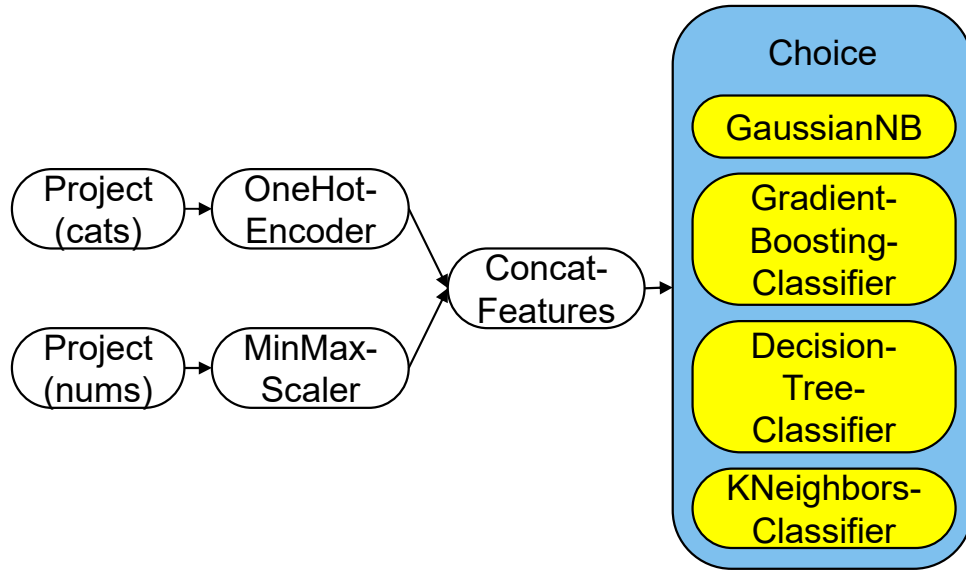 Project
(cats)
OneHot-
Encoder
Project
(nums)
MinMax-
Scaler
Concat-
Features
Choice
GaussianNB
Gradient-
Boosting-
Classifier
Decision-
Tree-
Classifier
KNeighbors-
Classifier